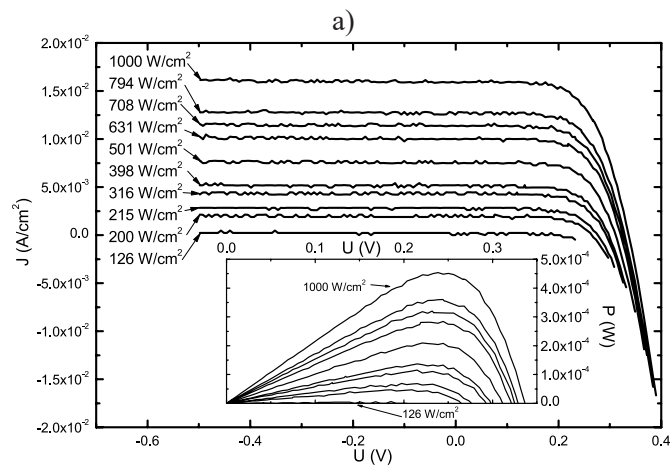 a)
2.0x10⁻²
1.5x10⁻²
1.0x10⁻²
5.0x10⁻³
0.0
-5.0x10⁻³
-1.0x10⁻²
-1.5x10⁻²
-2.0x10⁻²
J (A/cm²)
1000 W/cm²
794 W/cm²
708 W/cm²
631 W/cm²
501 W/cm²
398 W/cm²
316 W/cm²
215 W/cm²
200 W/cm²
126 W/cm²
0.0 0.1 0.2 0.3
U (V)
1000 W/cm²
126 W/cm²
5.0x10⁻⁴
4.0x10⁻⁴
3.0x10⁻⁴
2.0x10⁻⁴
1.0x10⁻⁴
0.0
P (W)
-0.6 -0.4 -0.2 0.0 0.2 0.4
U (V)